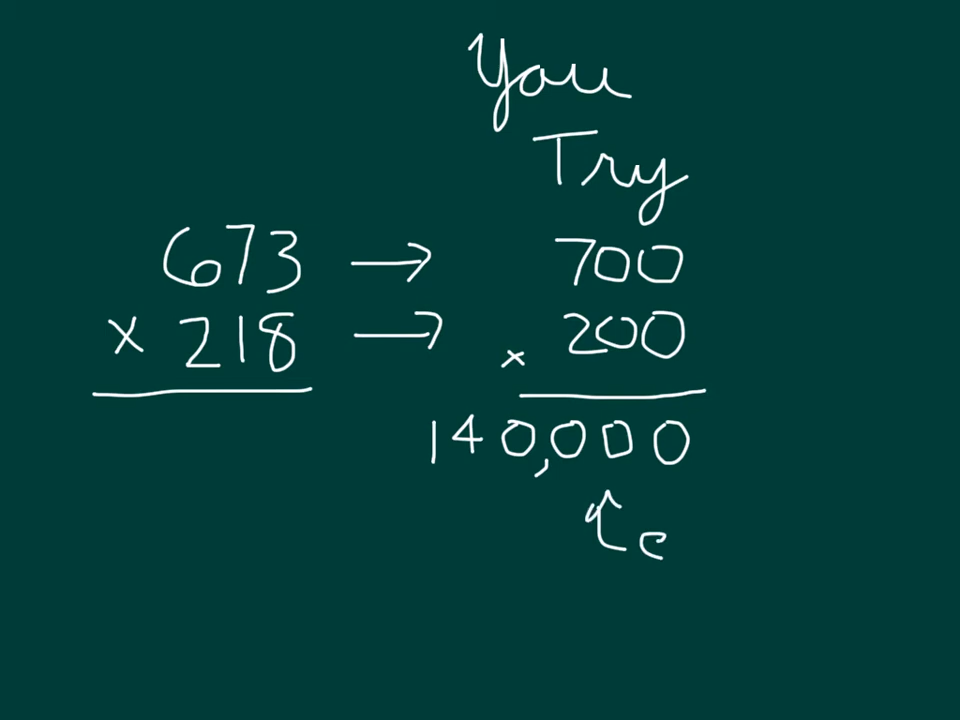 You
Try
673 → 700
× 218 → × 200
140,000
e